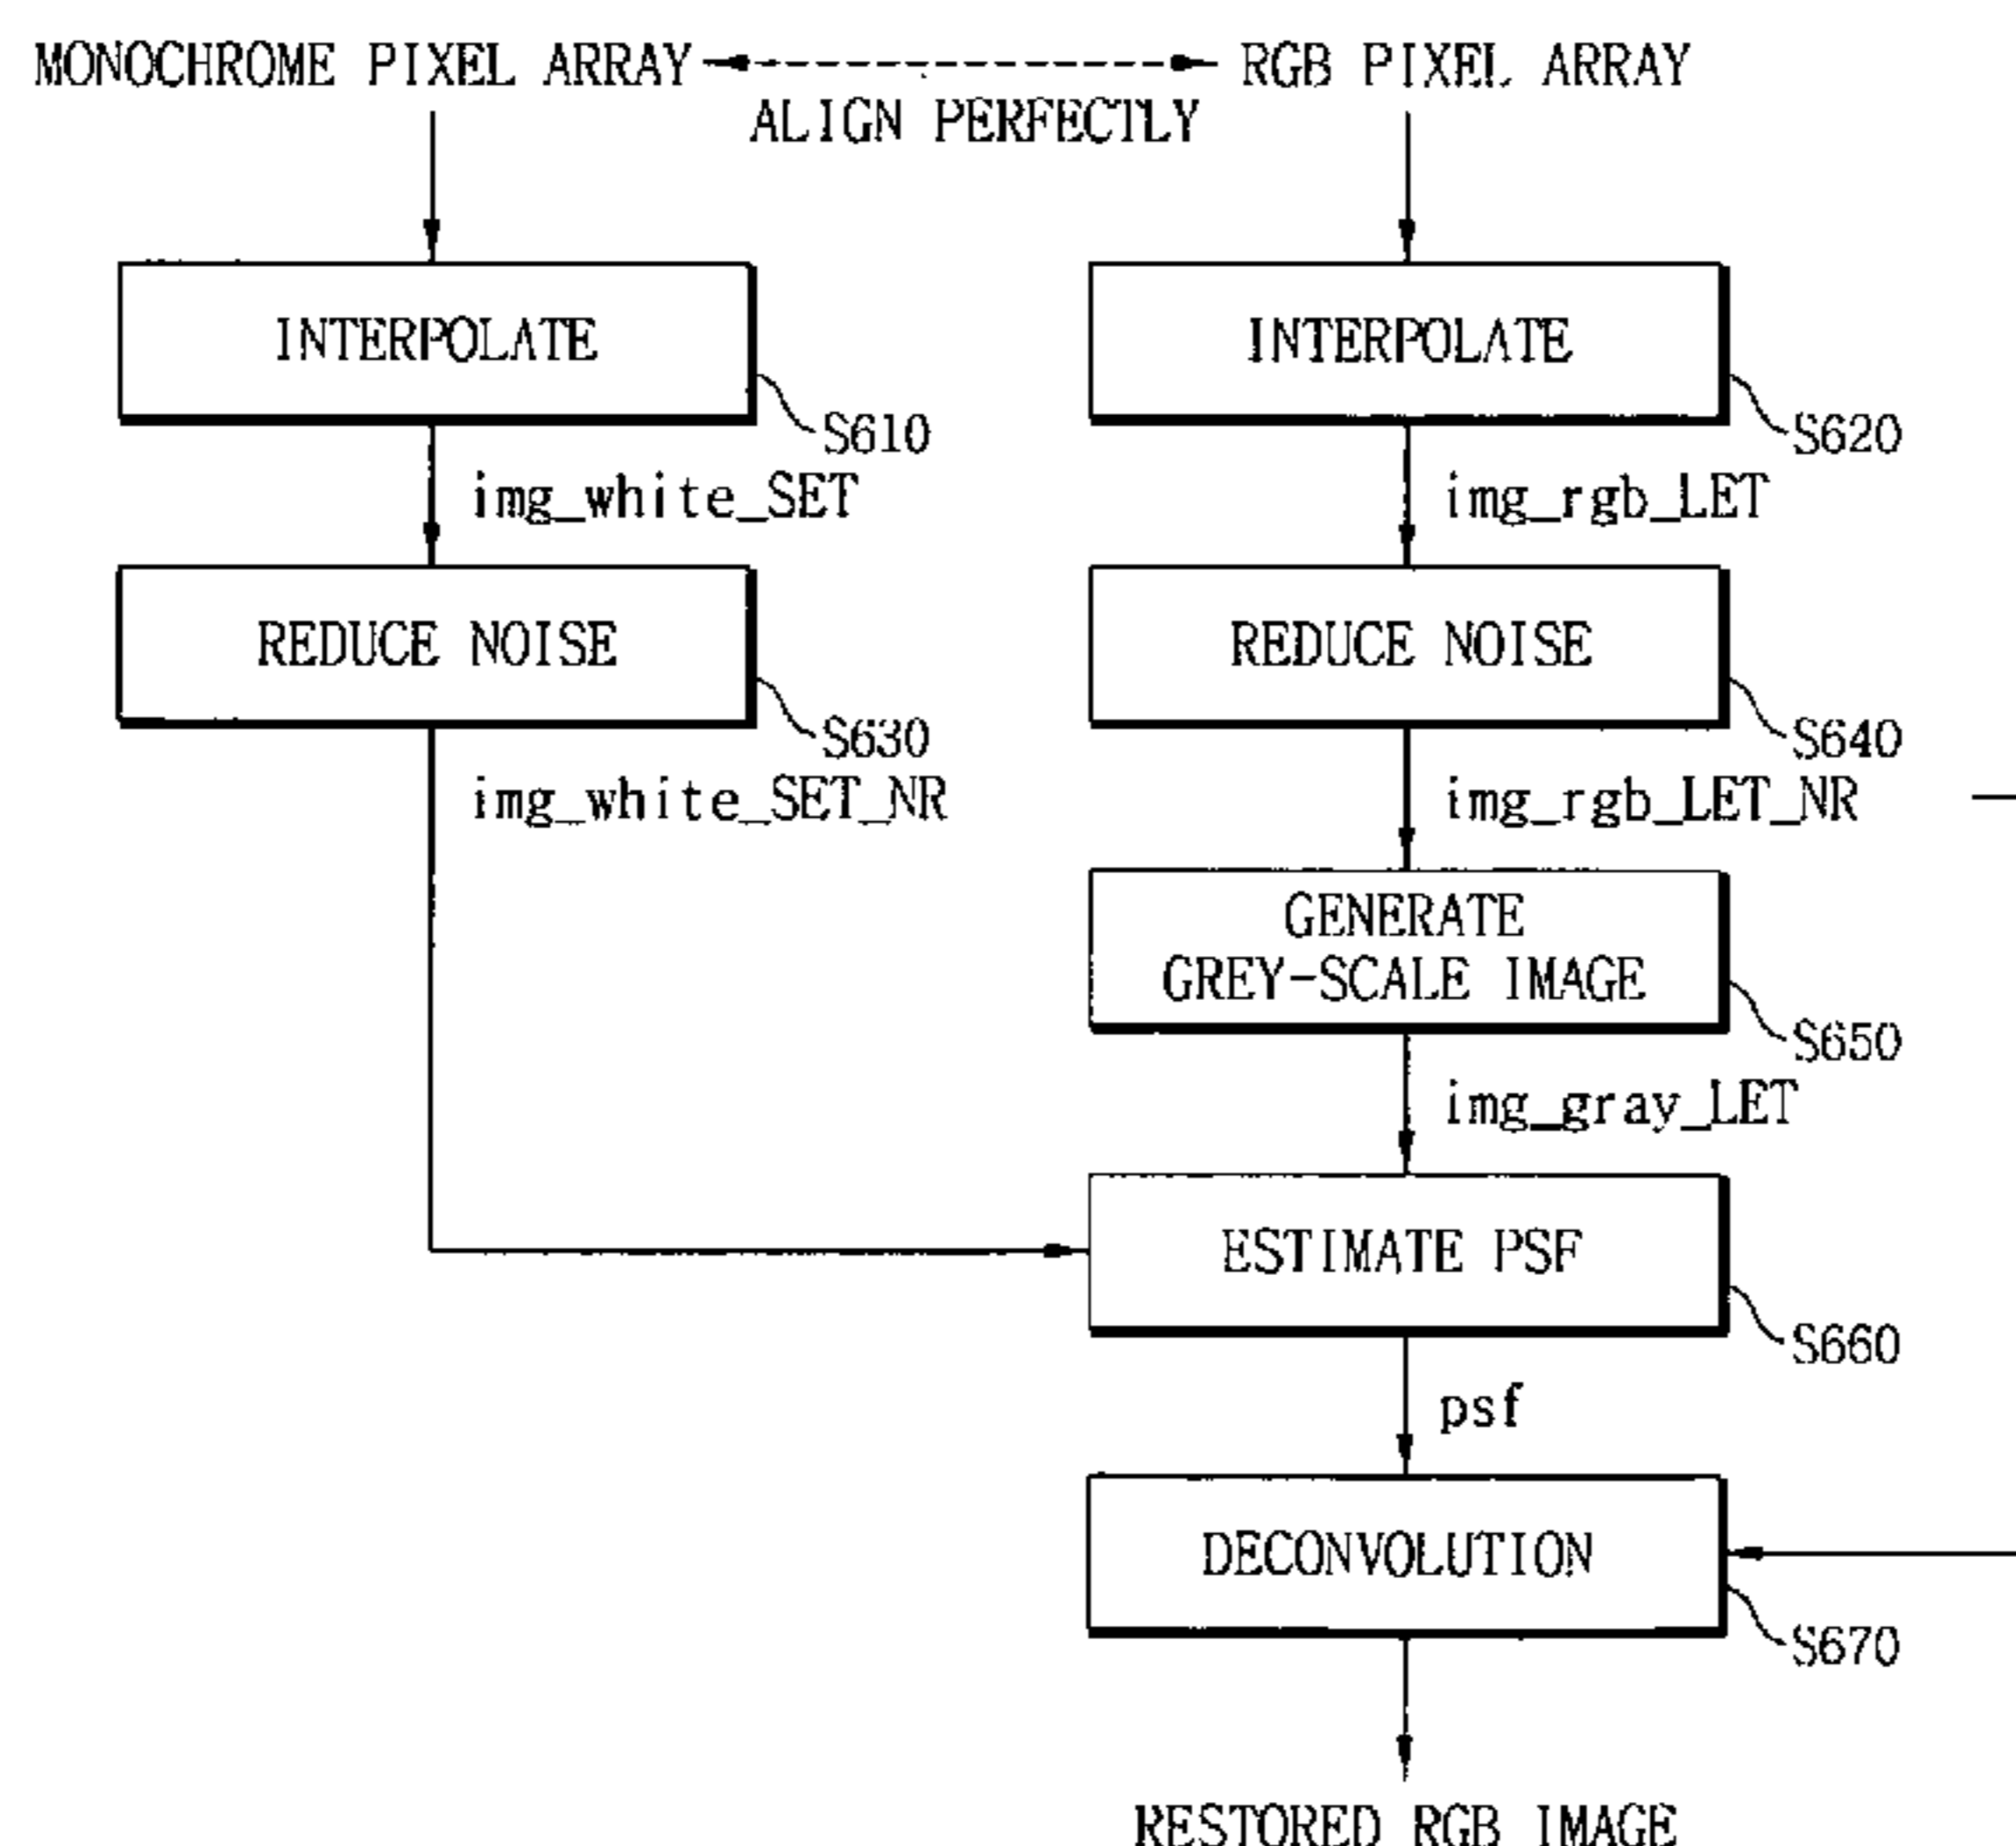 MONOCHROME PIXEL ARRAY
RGB PIXEL ARRAY
ALIGN PERFECTLY
INTERPOLATE
INTERPOLATE
S610
S620
img_white_SET
img_rgb_LET
REDUCE NOISE
REDUCE NOISE
S630
S640
img_white_SET_NR
img_rgb_LET_NR
GENERATE
GREY-SCALE IMAGE
S650
img_gray_LET
ESTIMATE PSF
S660
psf
DECONVOLUTION
S670
RESTORED RGB IMAGE